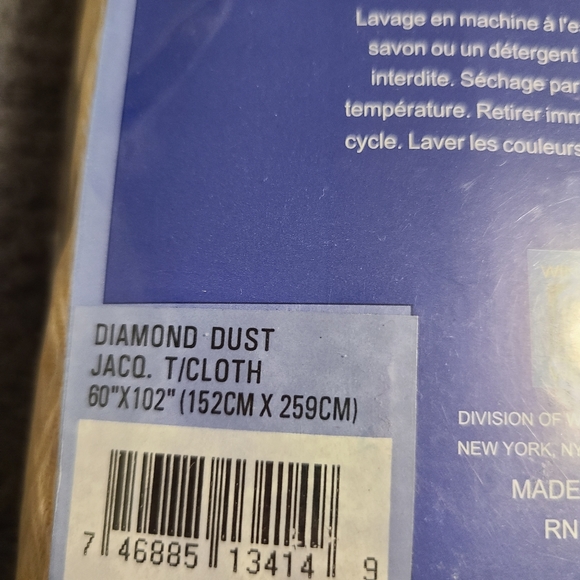 Lavage en machine à l'e
savon ou un détergent
interdite. Séchage par
température. Retirer imm
cycle. Laver les couleurs
DIAMOND DUST
JACQ. T/CLOTH
60"X102" (152CM X 259CM)
7 46885 13414 9
DIVISION OF W
NEW YORK, NY
MADE
RN